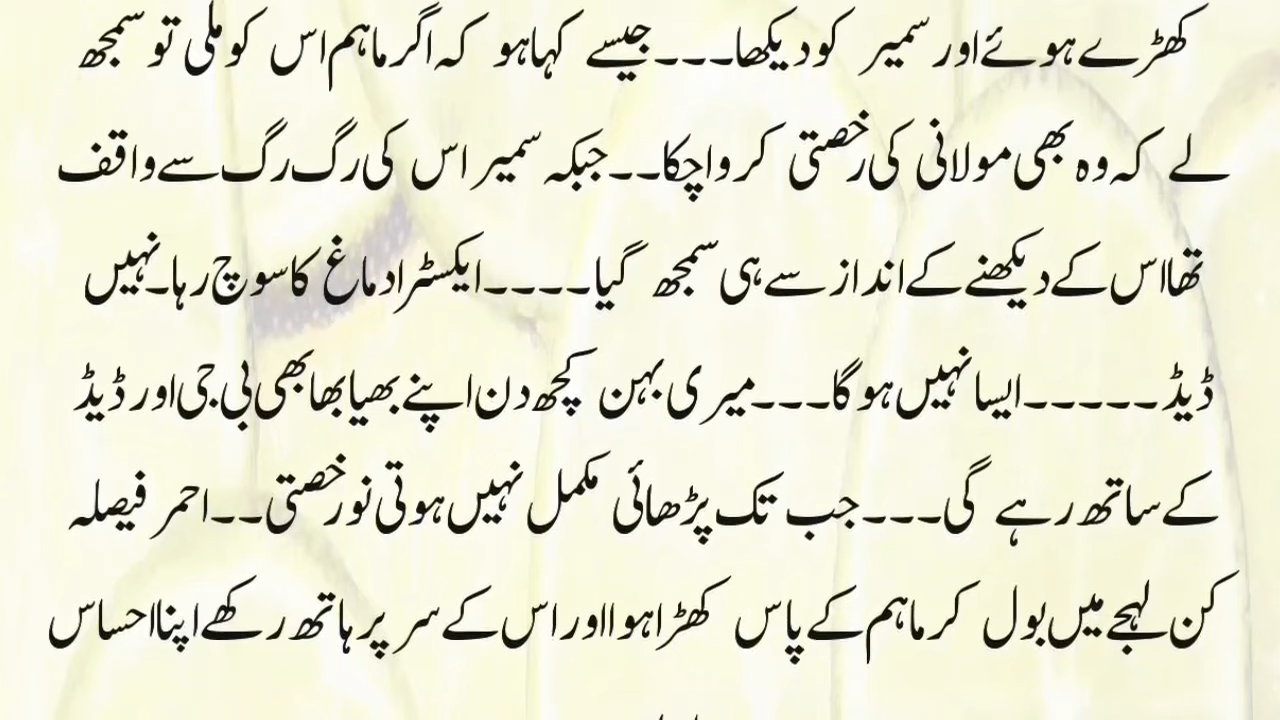 کھڑے ہوئے اور سمیر کو دیکھا۔۔۔جیسے کہا ہو کہ اگر ماہم اس کو ملی تو سمجھ
لے کہ وہ بھی مولانی کی رخصتی کروا چکا۔۔جبکہ سمیر اس کی رگ رگ سے واقف
تھا اس کے دیکھنے کے انداز سے ہی سمجھ گیا۔۔۔۔ایکسٹرا دماغ کا سوچ رہا۔نہیں
ڈیڈ۔۔۔۔۔ایسا نہیں ہو گا۔۔۔میری بہن کچھ دن اپنے بھیا بھابھی بی جی اور ڈیڈ
کے ساتھ رہے گی۔۔۔جب تک پڑھائی مکمل نہیں ہوتی نو رخصتی۔۔احمر فیصلہ
کن لہجے میں بول کر ماہم کے پاس کھڑا ہوا اور اس کے سر پر ہاتھ رکھے اپنا احساس